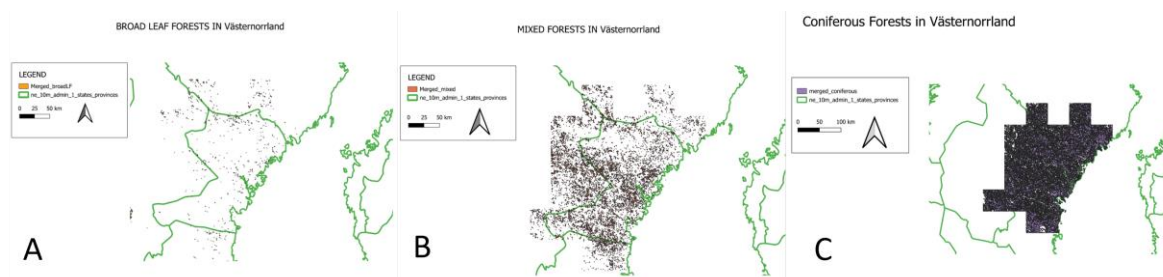 BROAD LEAF FORESTS IN Västernorrland
LEGEND
Merged_broadLF
ne_10m_admin_1_states_provinces
0 25 50 km
A
MIXED FORESTS IN Västernorrland
LEGEND
Merged_mixed
ne_10m_admin_1_states_provinces
0 25 50 km
B
Coniferous Forests in Västernorrland
merged_coniferous
ne_10m_admin_1_states_provinces
0 50 100 km
C